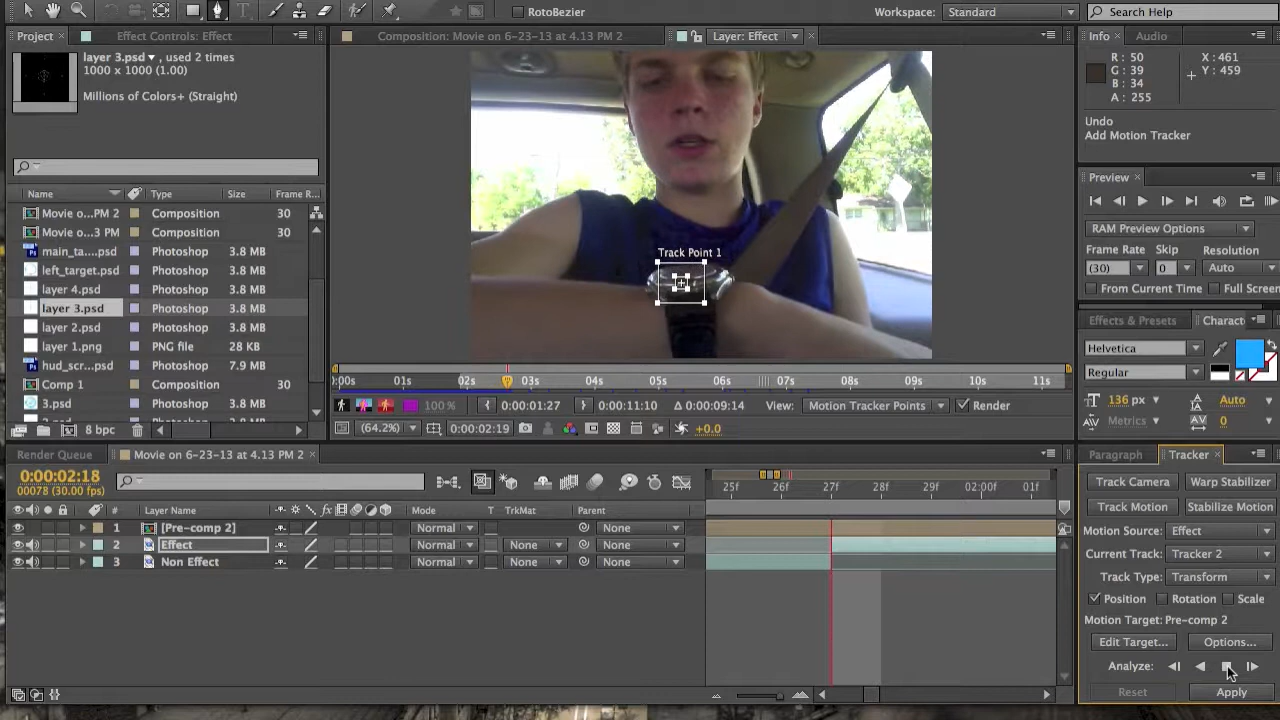 RotoBezier
Workspace: Standard
Search Help
Project
Effect Controls: Effect
layer 3.psd ▼ , used 2 times
1000 x 1000 (1.00)
Millions of Colors+ (Straight)
Name Type Size Frame R
Movie o...PM 2 Composition 30
Movie o...3 PM Composition 30
main_ta....psd Photoshop 3.8 MB
left_target.psd Photoshop 3.8 MB
layer 4.psd Photoshop 3.8 MB
layer 3.psd Photoshop 3.8 MB
layer 2.psd Photoshop 3.8 MB
layer 1.png PNG file 28 KB
hud_scr...psd Photoshop 7.9 MB
Comp 1 Composition 30
3.psd Photoshop 3.8 MB
8 bpc
Composition: Movie on 6-23-13 at 4.13 PM 2
Layer: Effect
Track Point 1
0:00s 01s 02s 03s 04s 05s 06s 07s 08s 09s 10s 11s
100 % 0:00:01:27 0:00:11:10 Δ 0:00:09:14 View: Motion Tracker Points Render
(64.2%) 0:00:02:19 +0.0
Info Audio
R : 50
G : 39
B : 34
A : 255
X : 461
Y : 459
Undo
Add Motion Tracker
Preview
RAM Preview Options
Frame Rate Skip Resolution
(30) 0 Auto
From Current Time Full Screen
Effects & Presets Charact
Helvetica
Regular
136 px Auto
Metrics 0
Paragraph Tracker
Track Camera Warp Stabilizer
Track Motion Stabilize Motion
Motion Source: Effect
Current Track: Tracker 2
Track Type: Transform
Position Rotation Scale
Motion Target: Pre-comp 2
Edit Target... Options...
Analyze:
Reset Apply
Render Queue
Movie on 6-23-13 at 4.13 PM 2
0:00:02:18
00078 (30.00 fps)
25f 26f 27f 28f 29f 02:00f 01f
# Layer Name Mode T TrkMat Parent
1 [Pre-comp 2] Normal None
2 Effect Normal None None
3 Non Effect Normal None None